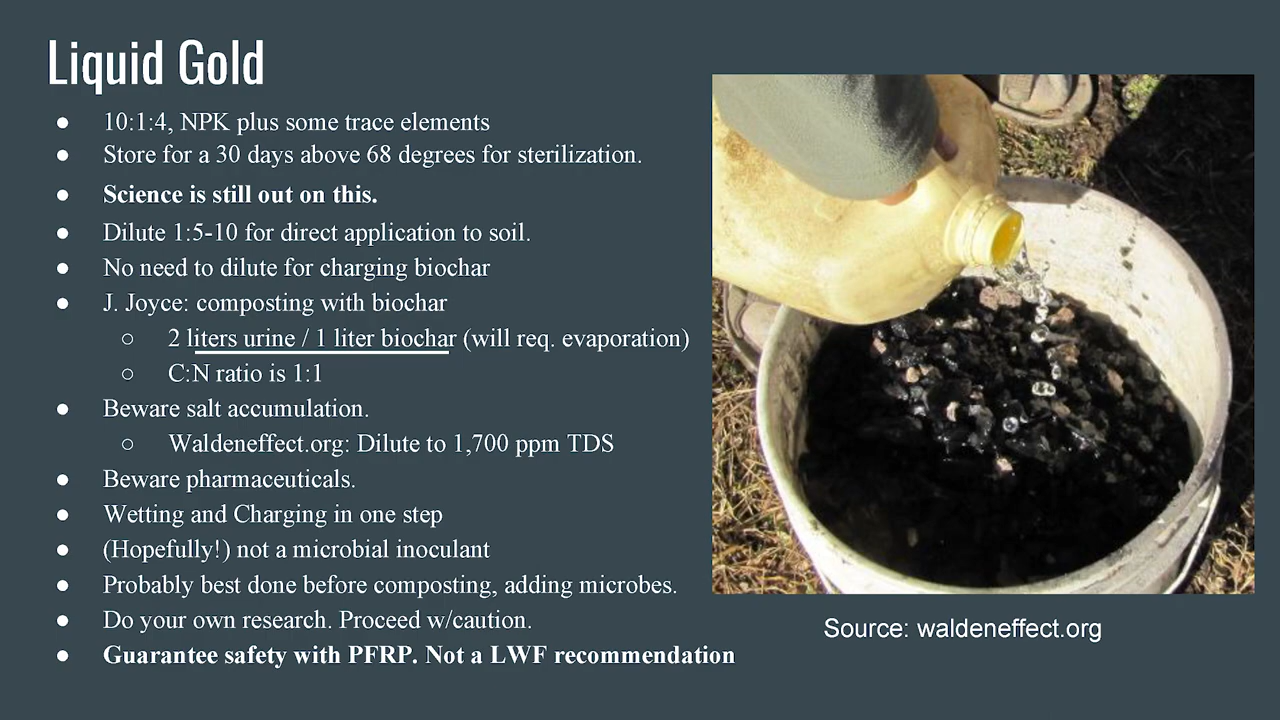 Liquid Gold
● 10:1:4, NPK plus some trace elements
● Store for a 30 days above 68 degrees for sterilization.
● Science is still out on this.
● Dilute 1:5-10 for direct application to soil.
● No need to dilute for charging biochar
● J. Joyce: composting with biochar
○ 2 liters urine / 1 liter biochar (will req. evaporation)
○ C:N ratio is 1:1
● Beware salt accumulation.
○ Waldeneffect.org: Dilute to 1,700 ppm TDS
● Beware pharmaceuticals.
● Wetting and Charging in one step
● (Hopefully!) not a microbial inoculant
● Probably best done before composting, adding microbes.
● Do your own research. Proceed w/caution.
● Guarantee safety with PFRP. Not a LWF recommendation
Source: waldeneffect.org